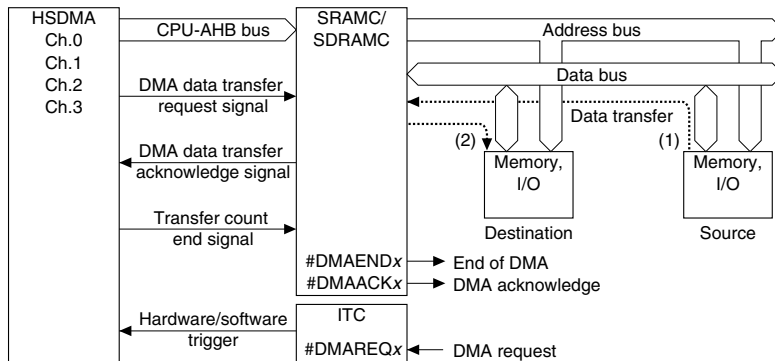 HSDMA
Ch.0
Ch.1
Ch.2
Ch.3
CPU-AHB bus
DMA data transfer
request signal
DMA data transfer
acknowledge signal
Transfer count
end signal
Hardware/software
trigger
SRAMC/
SDRAMC
#DMAENDx
#DMAACKx
ITC
#DMAREQx
Address bus
Data bus
Data transfer
(2)
(1)
Memory,
I/O
Destination
Memory,
I/O
Source
End of DMA
DMA acknowledge
DMA request